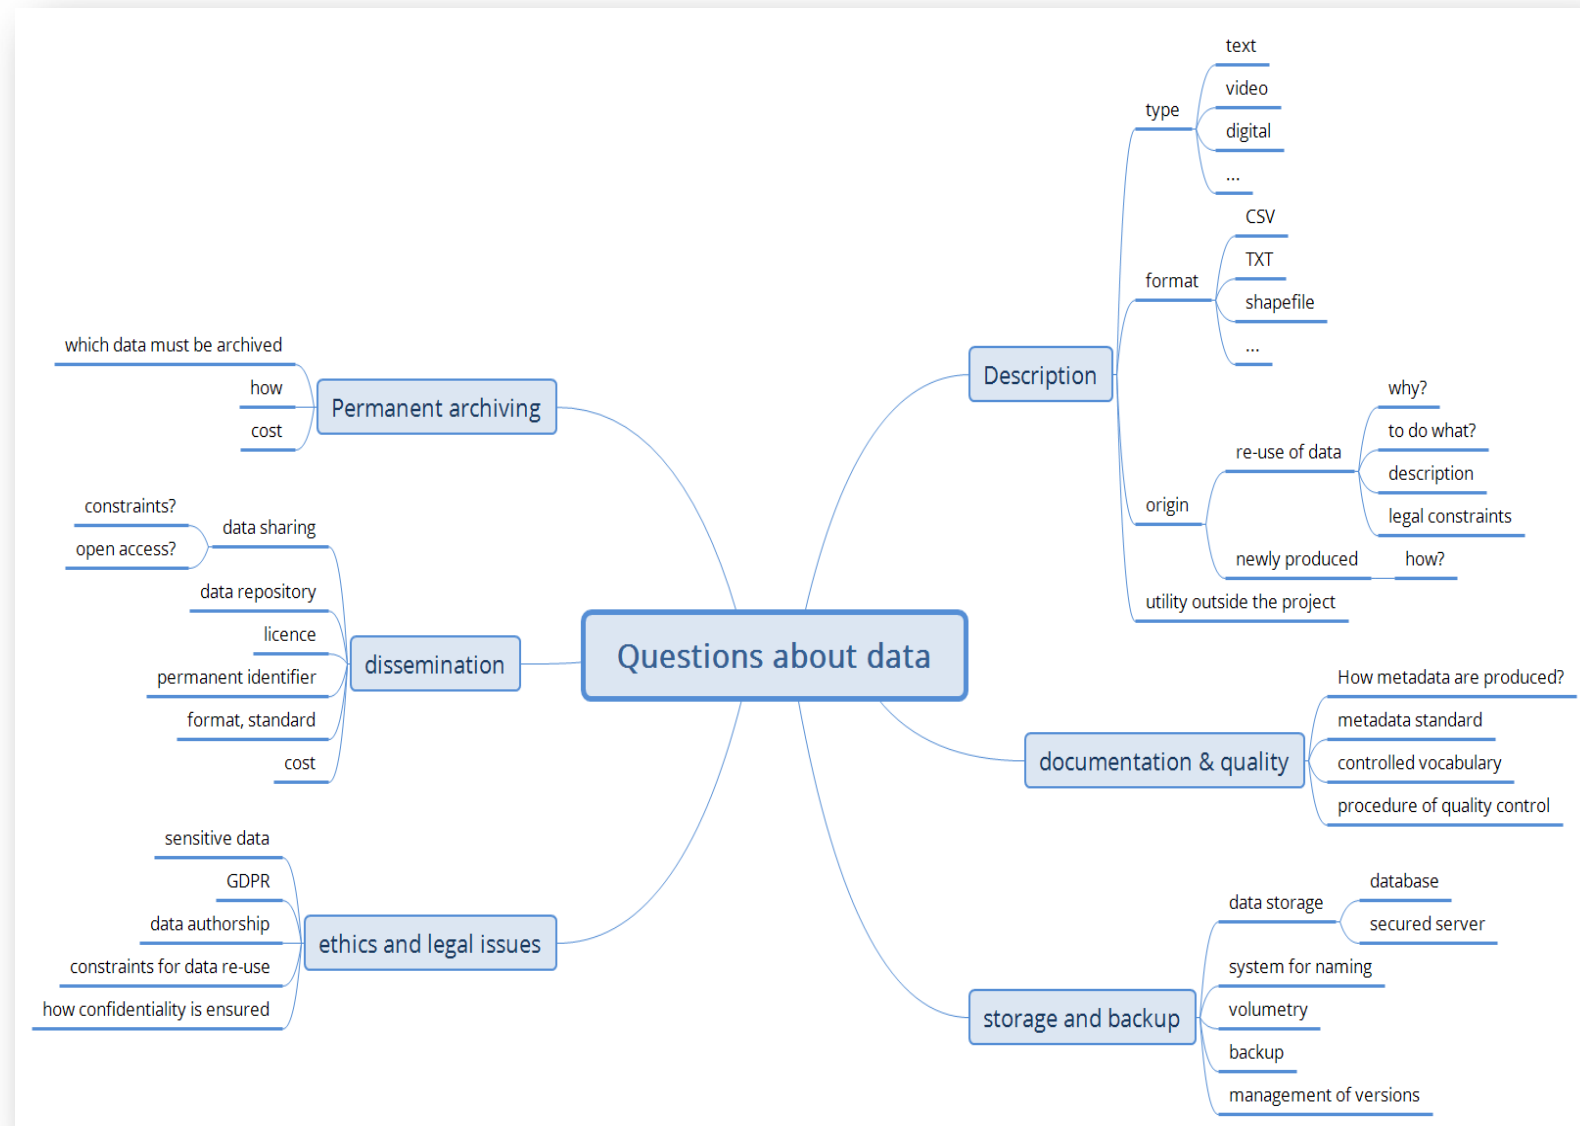 Questions about data
Description
type
text
video
digital
...
format
CSV
TXT
shapefile
...
origin
re-use of data
why?
to do what?
description
legal constraints
newly produced
how?
utility outside the project
documentation & quality
How metadata are produced?
metadata standard
controlled vocabulary
procedure of quality control
storage and backup
data storage
database
secured server
system for naming
volumetry
backup
management of versions
Permanent archiving
which data must be archived
how
cost
dissemination
data sharing
constraints?
open access?
data repository
licence
permanent identifier
format, standard
cost
ethics and legal issues
sensitive data
GDPR
data authorship
constraints for data re-use
how confidentiality is ensured